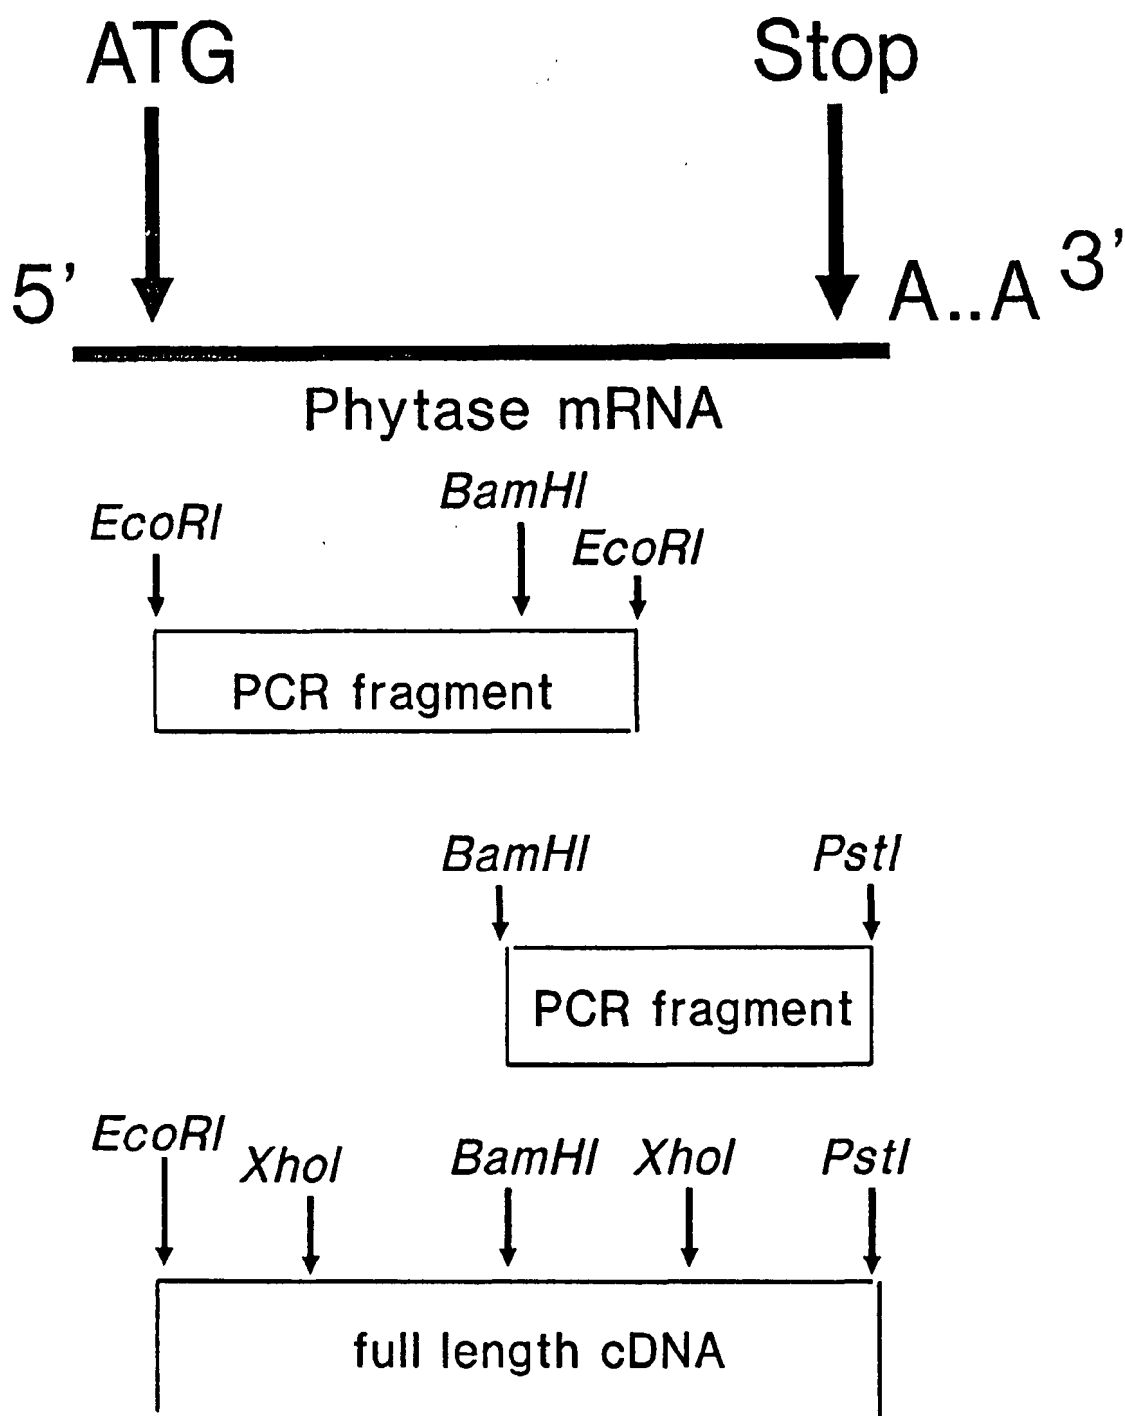 ATG Stop
5' A..A 3'
Phytase mRNA
EcoRI BamHI EcoRI
PCR fragment
BamHI PstI
PCR fragment
EcoRI XhoI BamHI XhoI PstI
full length cDNA